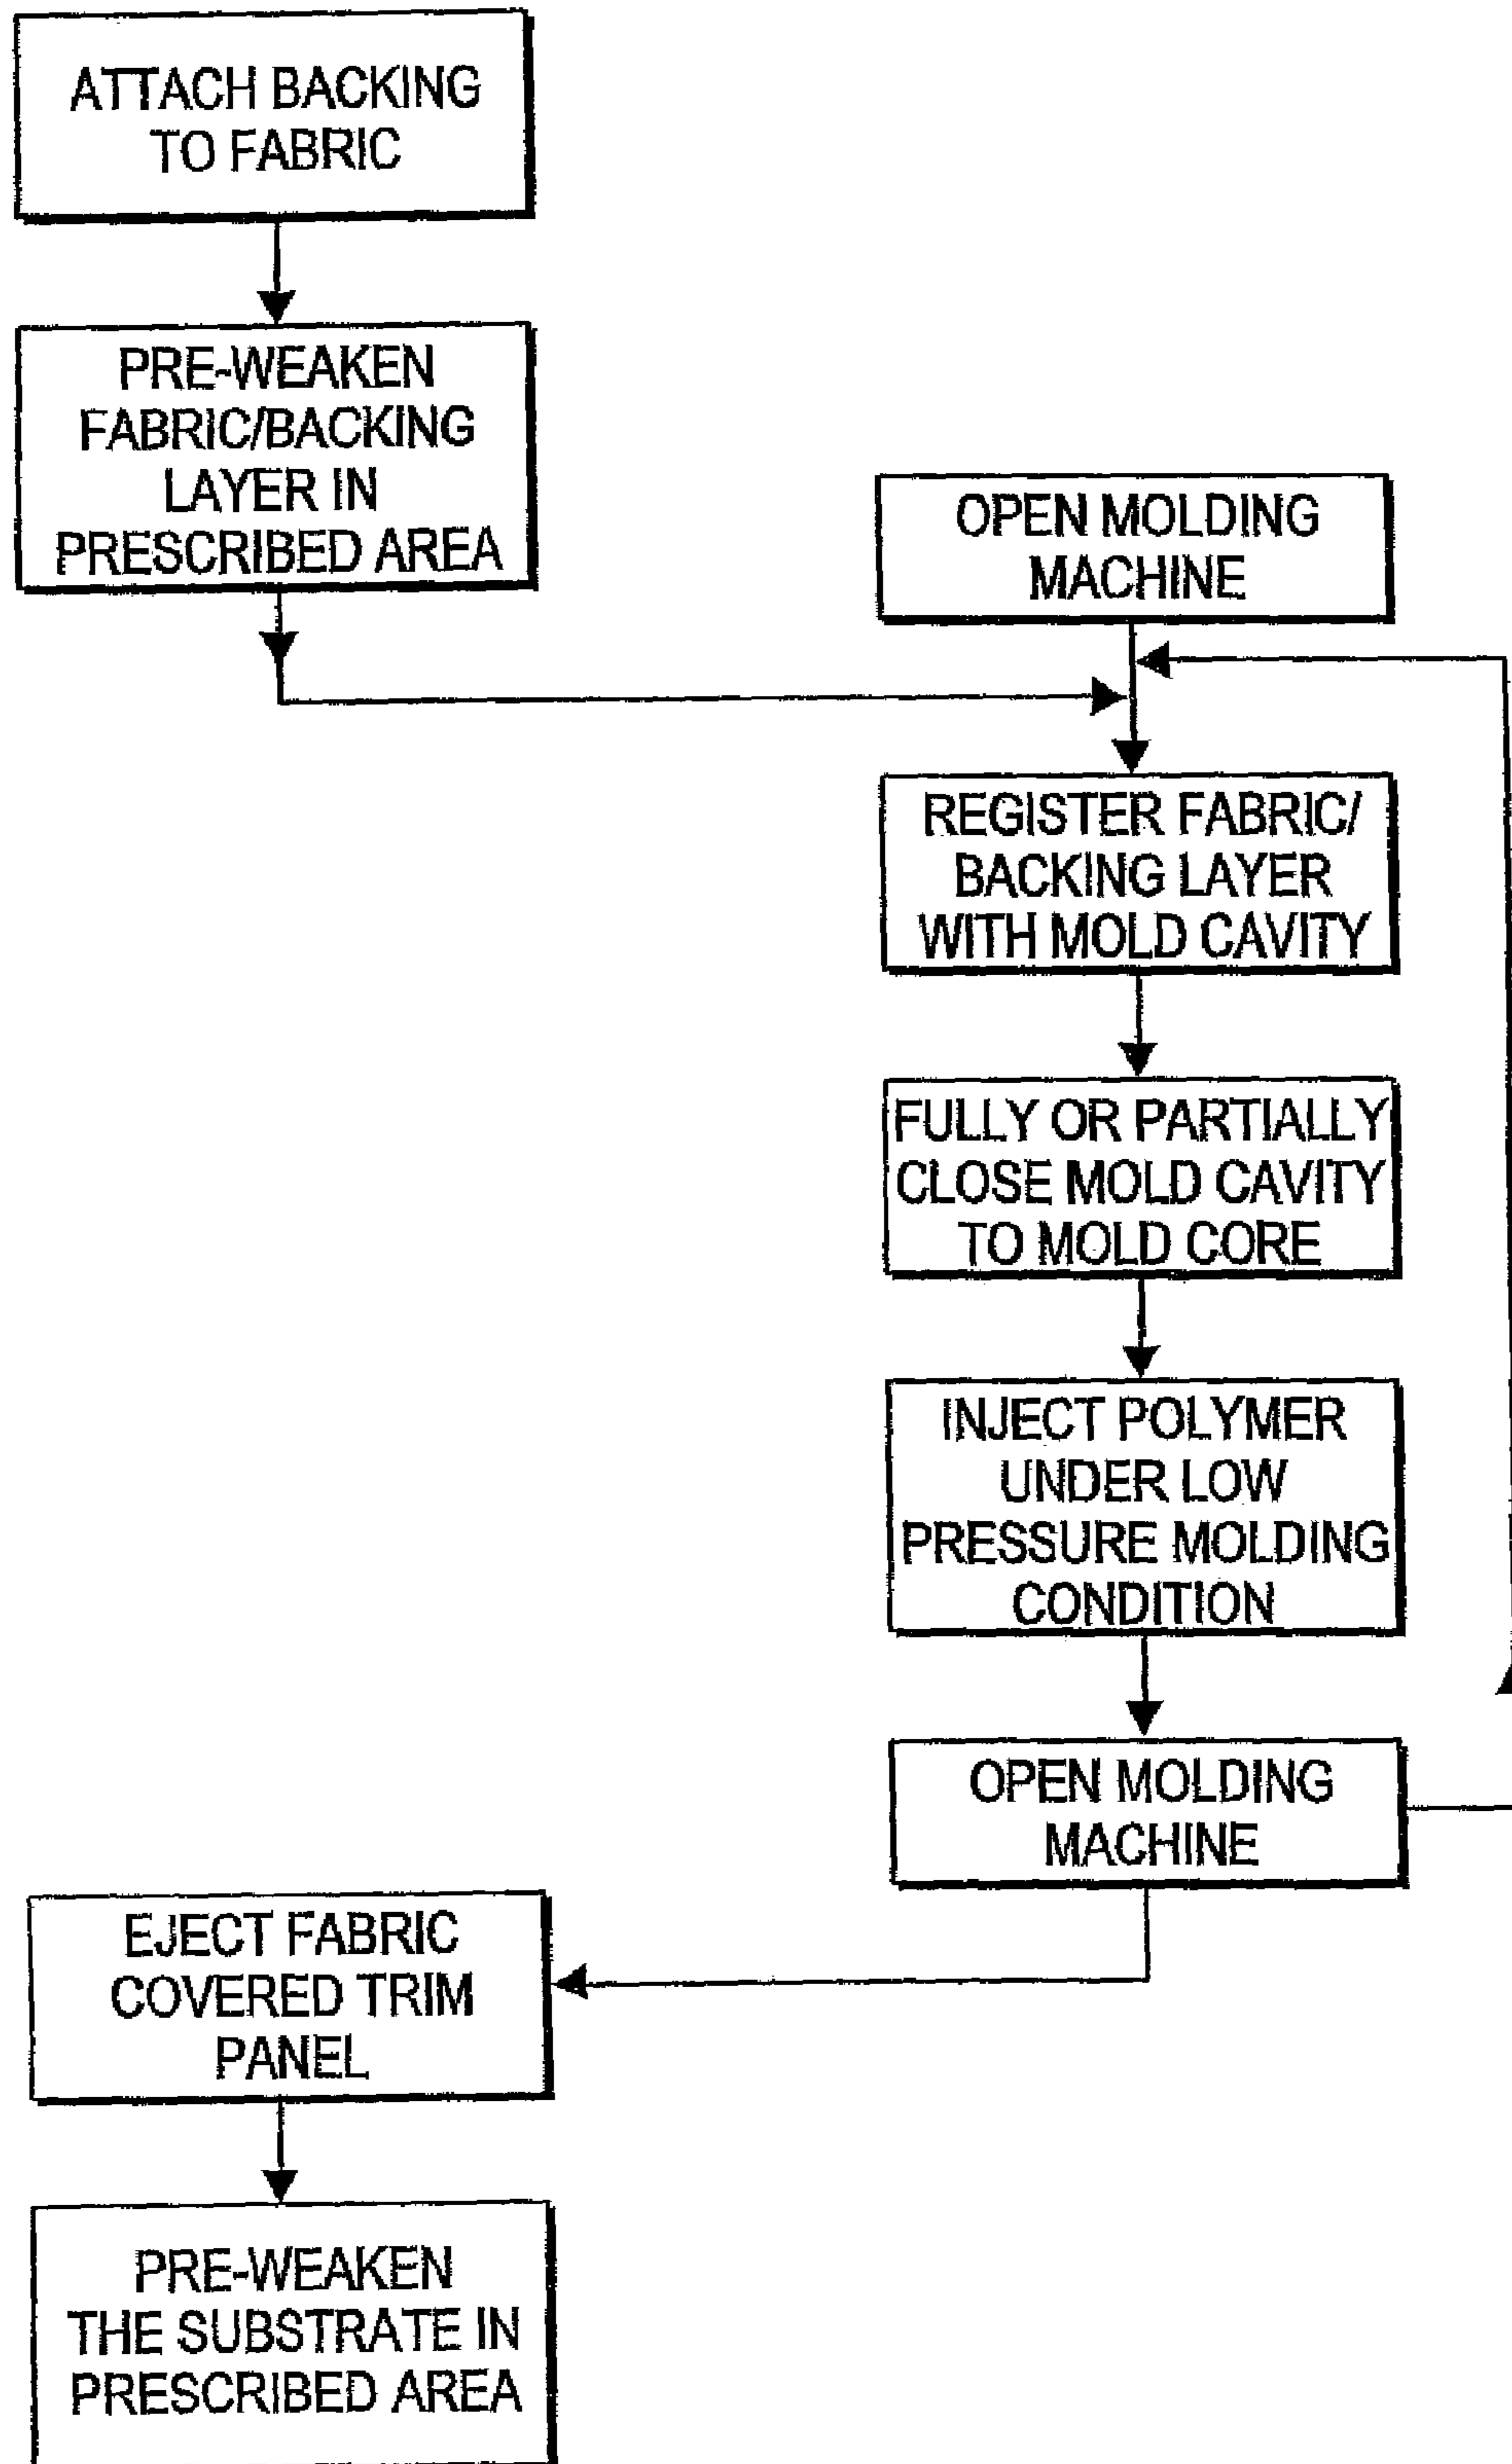 ATTACH BACKING
TO FABRIC
PRE-WEAKEN
FABRIC/BACKING
LAYER IN
PRESCRIBED AREA
OPEN MOLDING
MACHINE
REGISTER FABRIC/
BACKING LAYER
WITH MOLD CAVITY
FULLY OR PARTIALLY
CLOSE MOLD CAVITY
TO MOLD CORE
INJECT POLYMER
UNDER LOW
PRESSURE MOLDING
CONDITION
OPEN MOLDING
MACHINE
EJECT FABRIC
COVERED TRIM
PANEL
PRE-WEAKEN
THE SUBSTRATE IN
PRESCRIBED AREA